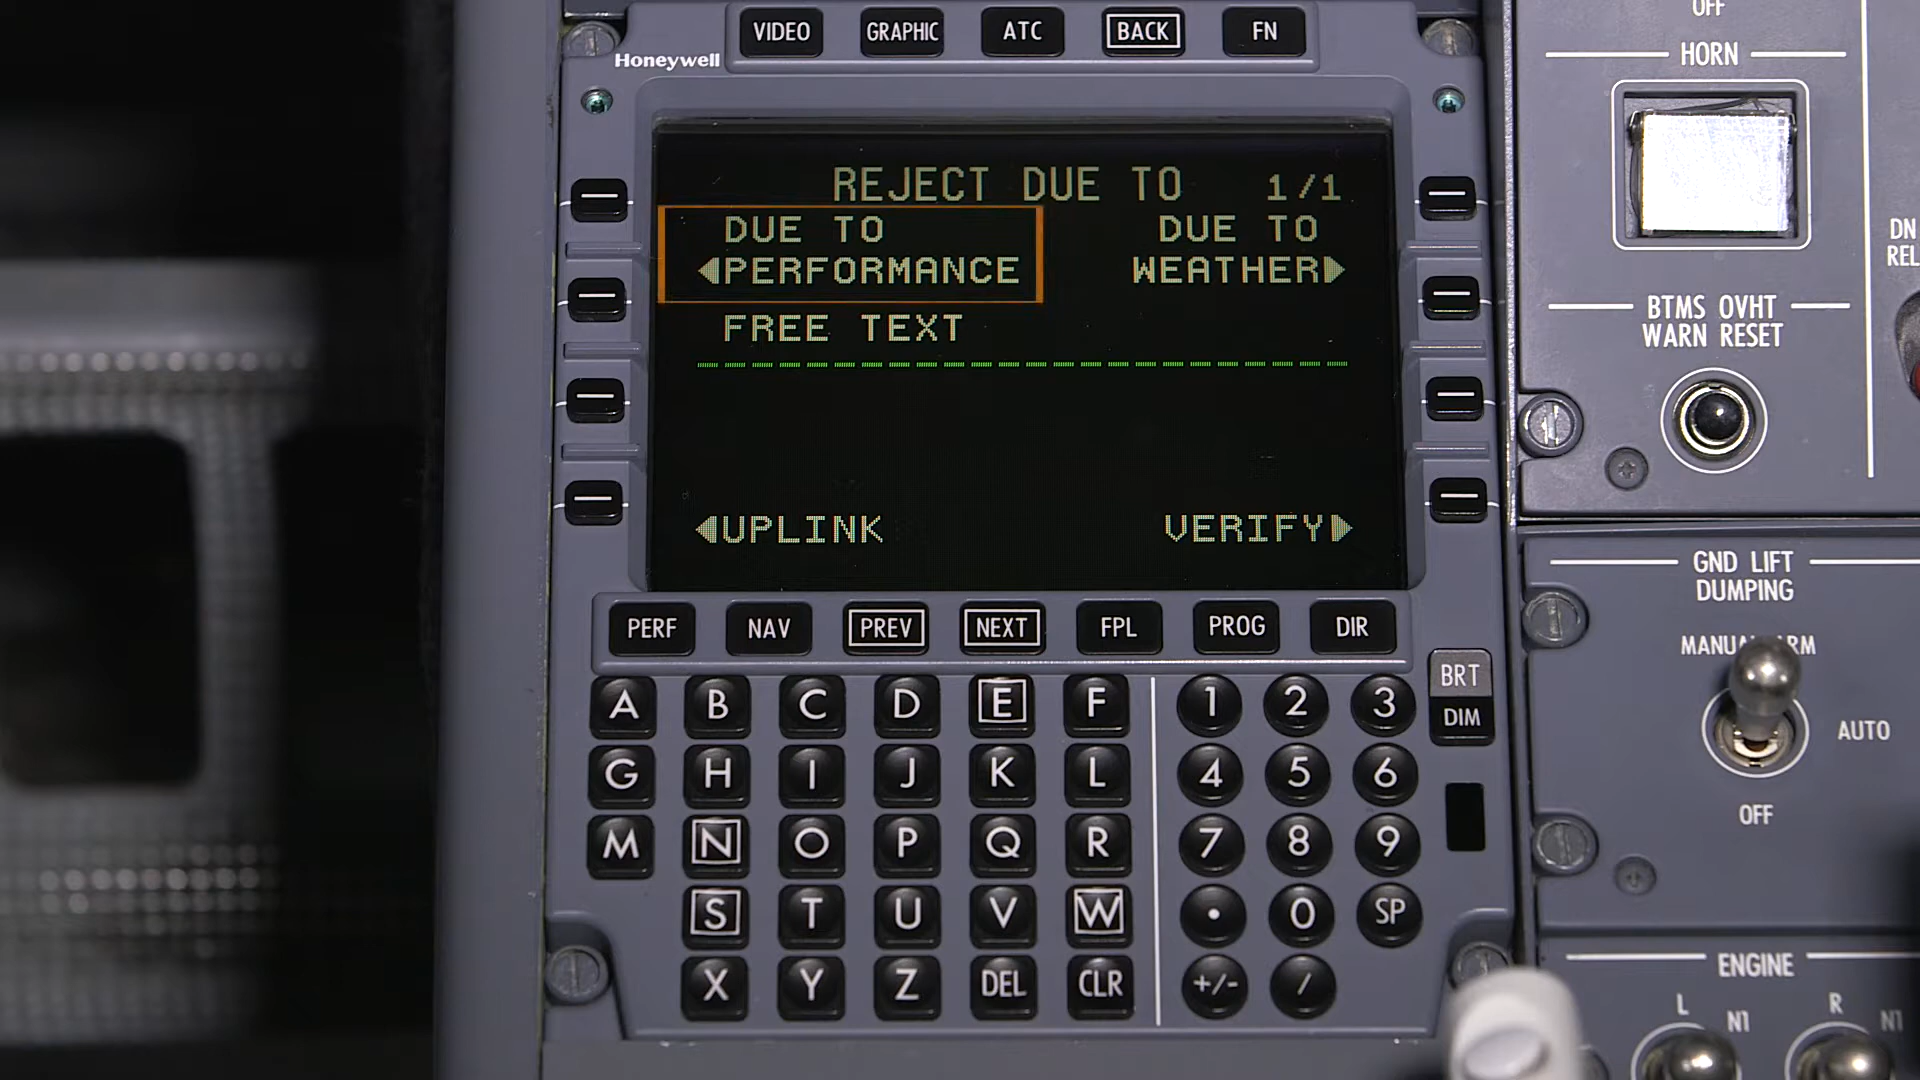 VIDEO GRAPHIC ATC BACK FN
Honeywell
REJECT DUE TO 1/1
DUE TO DUE TO
PERFORMANCE WEATHER
FREE TEXT
UPLINK VERIFY
PERF NAV PREV NEXT FPL PROG DIR
BRT
DIM
A B C D E F 1 2 3
G H I J K L 4 5 6
M N O P Q R 7 8 9
S T U V W . 0 SP
X Y Z DEL CLR +/- /
OFF
HORN
DN
REL
BTMS OVHT
WARN RESET
GND LIFT
DUMPING
MANUAL ARM
AUTO
OFF
ENGINE
L N1 R N1